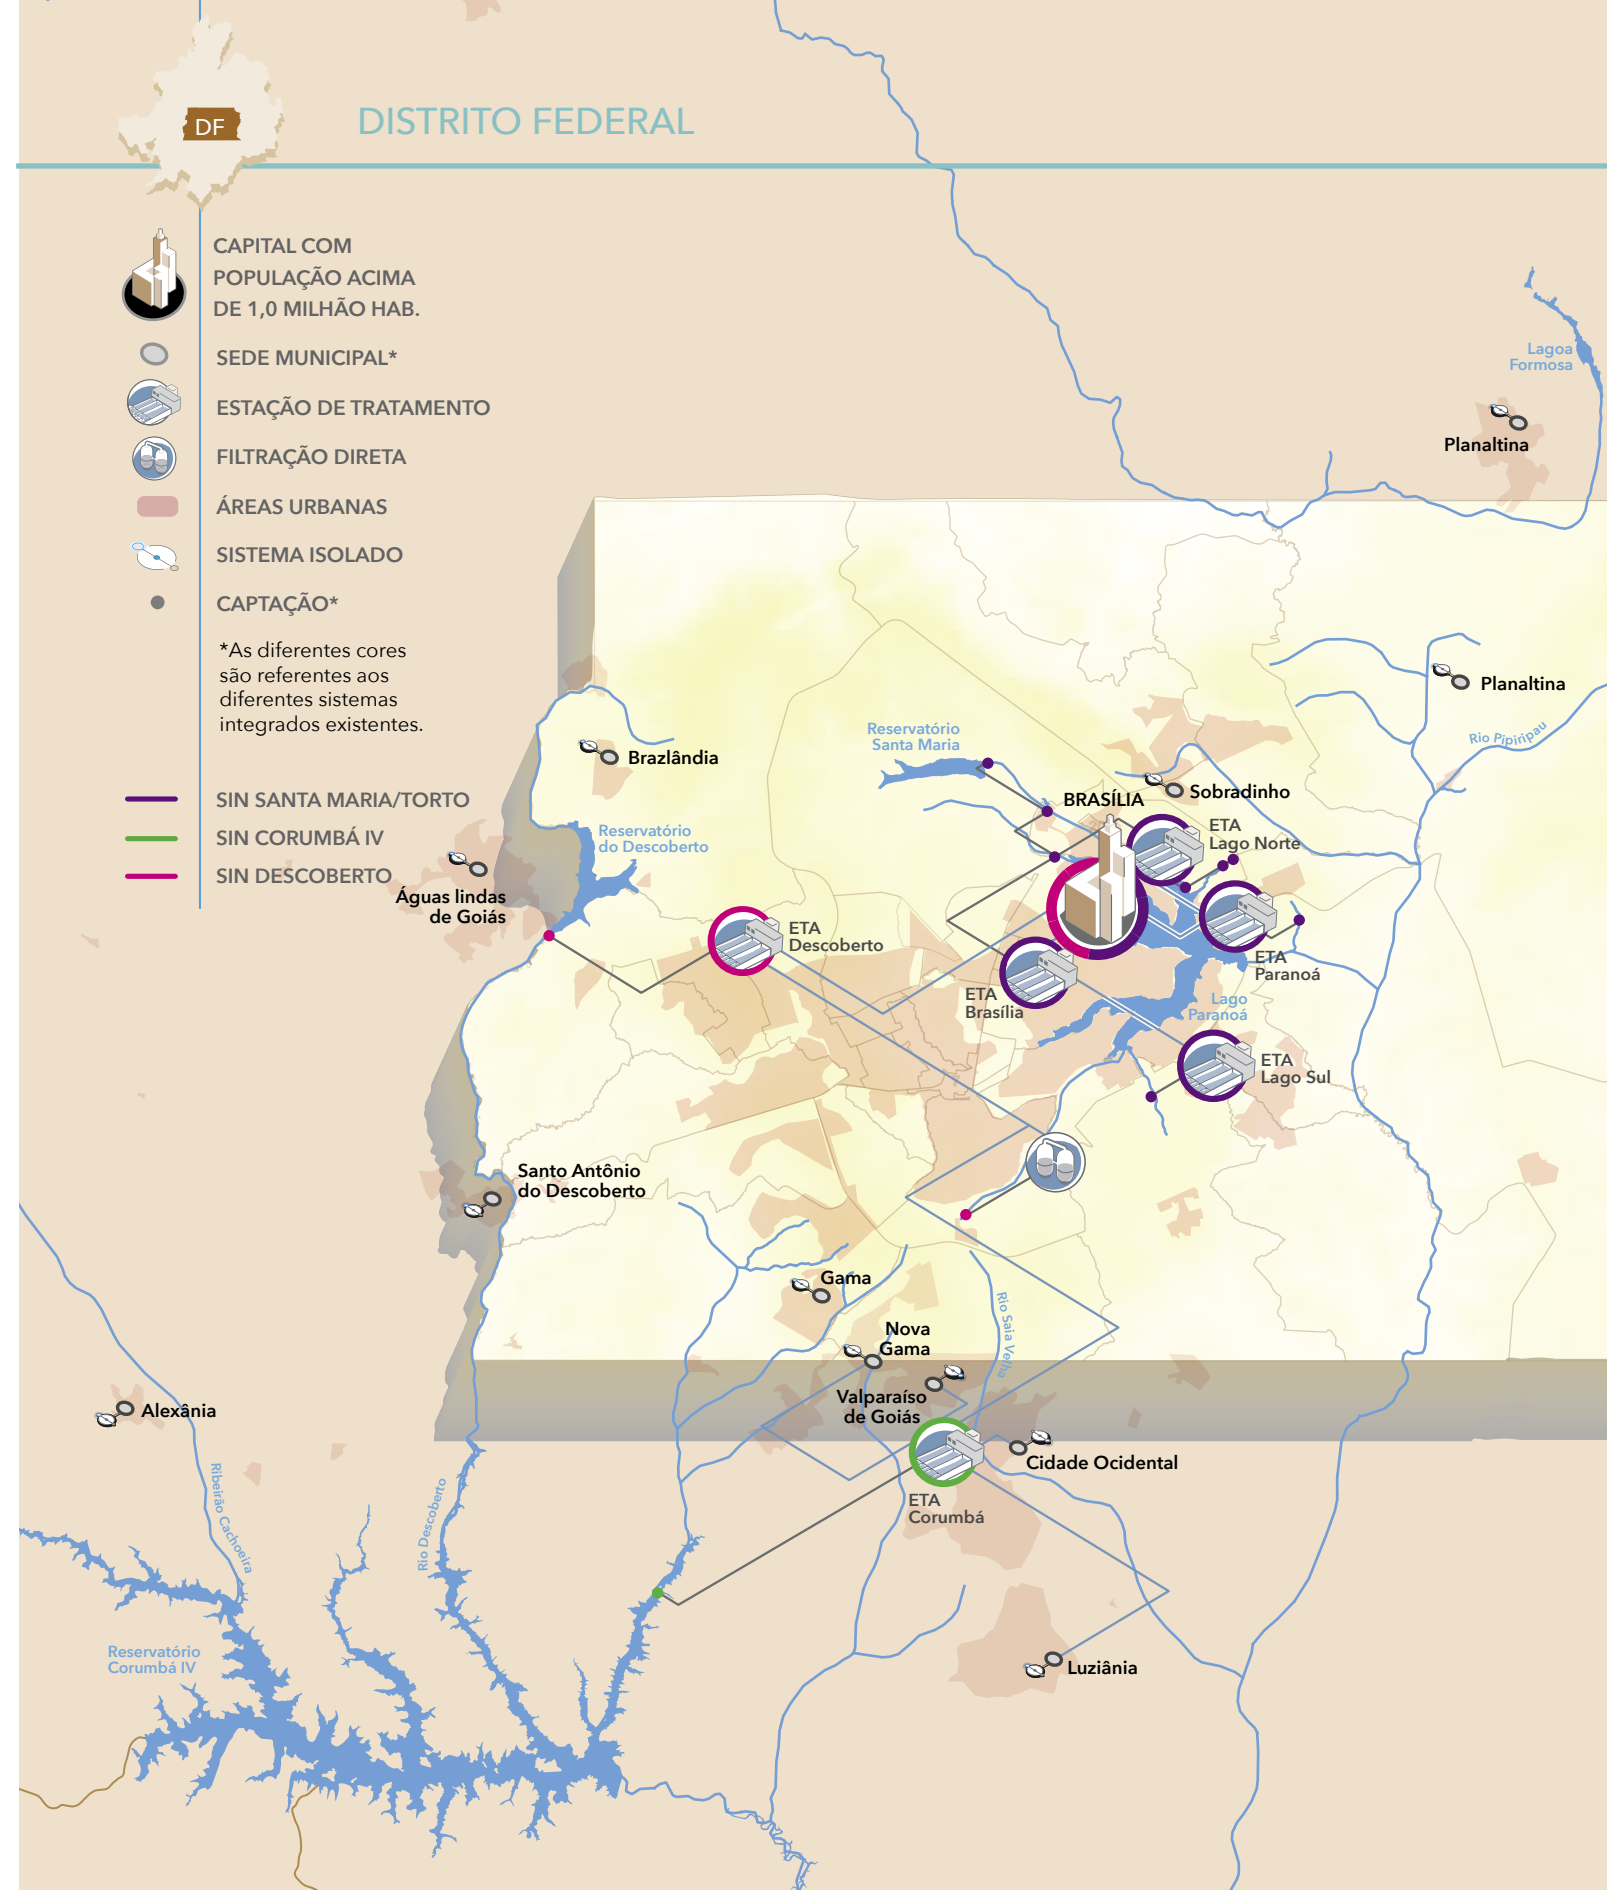 DF
DISTRITO FEDERAL
CAPITAL COM
POPULAÇÃO ACIMA
DE 1,0 MILHÃO HAB.
SEDE MUNICIPAL*
ESTAÇÃO DE TRATAMENTO
FILTRAÇÃO DIRETA
ÁREAS URBANAS
SISTEMA ISOLADO
CAPTAÇÃO*
*As diferentes cores
são referentes aos
diferentes sistemas
integrados existentes.
SIN SANTA MARIA/TORTO
SIN CORUMBÁ IV
SIN DESCOBERTO
Lagoa
Formosa
Planaltina
Planaltina
Rio Pipiripau
Reservatório
Santa Maria
Brazlândia
Sobradinho
BRASÍLIA
ETA
Lago Norte
Reservatório
do Descoberto
Águas lindas
de Goiás
ETA
Descoberto
ETA
Paranoá
ETA
Brasília
Lago
Paranoá
ETA
Lago Sul
Santo Antônio
do Descoberto
Gama
Rio Saia Velha
Nova
Gama
Valparaíso
de Goiás
Alexânia
Cidade Ocidental
Ribeirão Cachoeira
Rio Descoberto
ETA
Corumbá
Reservatório
Corumbá IV
Luziânia